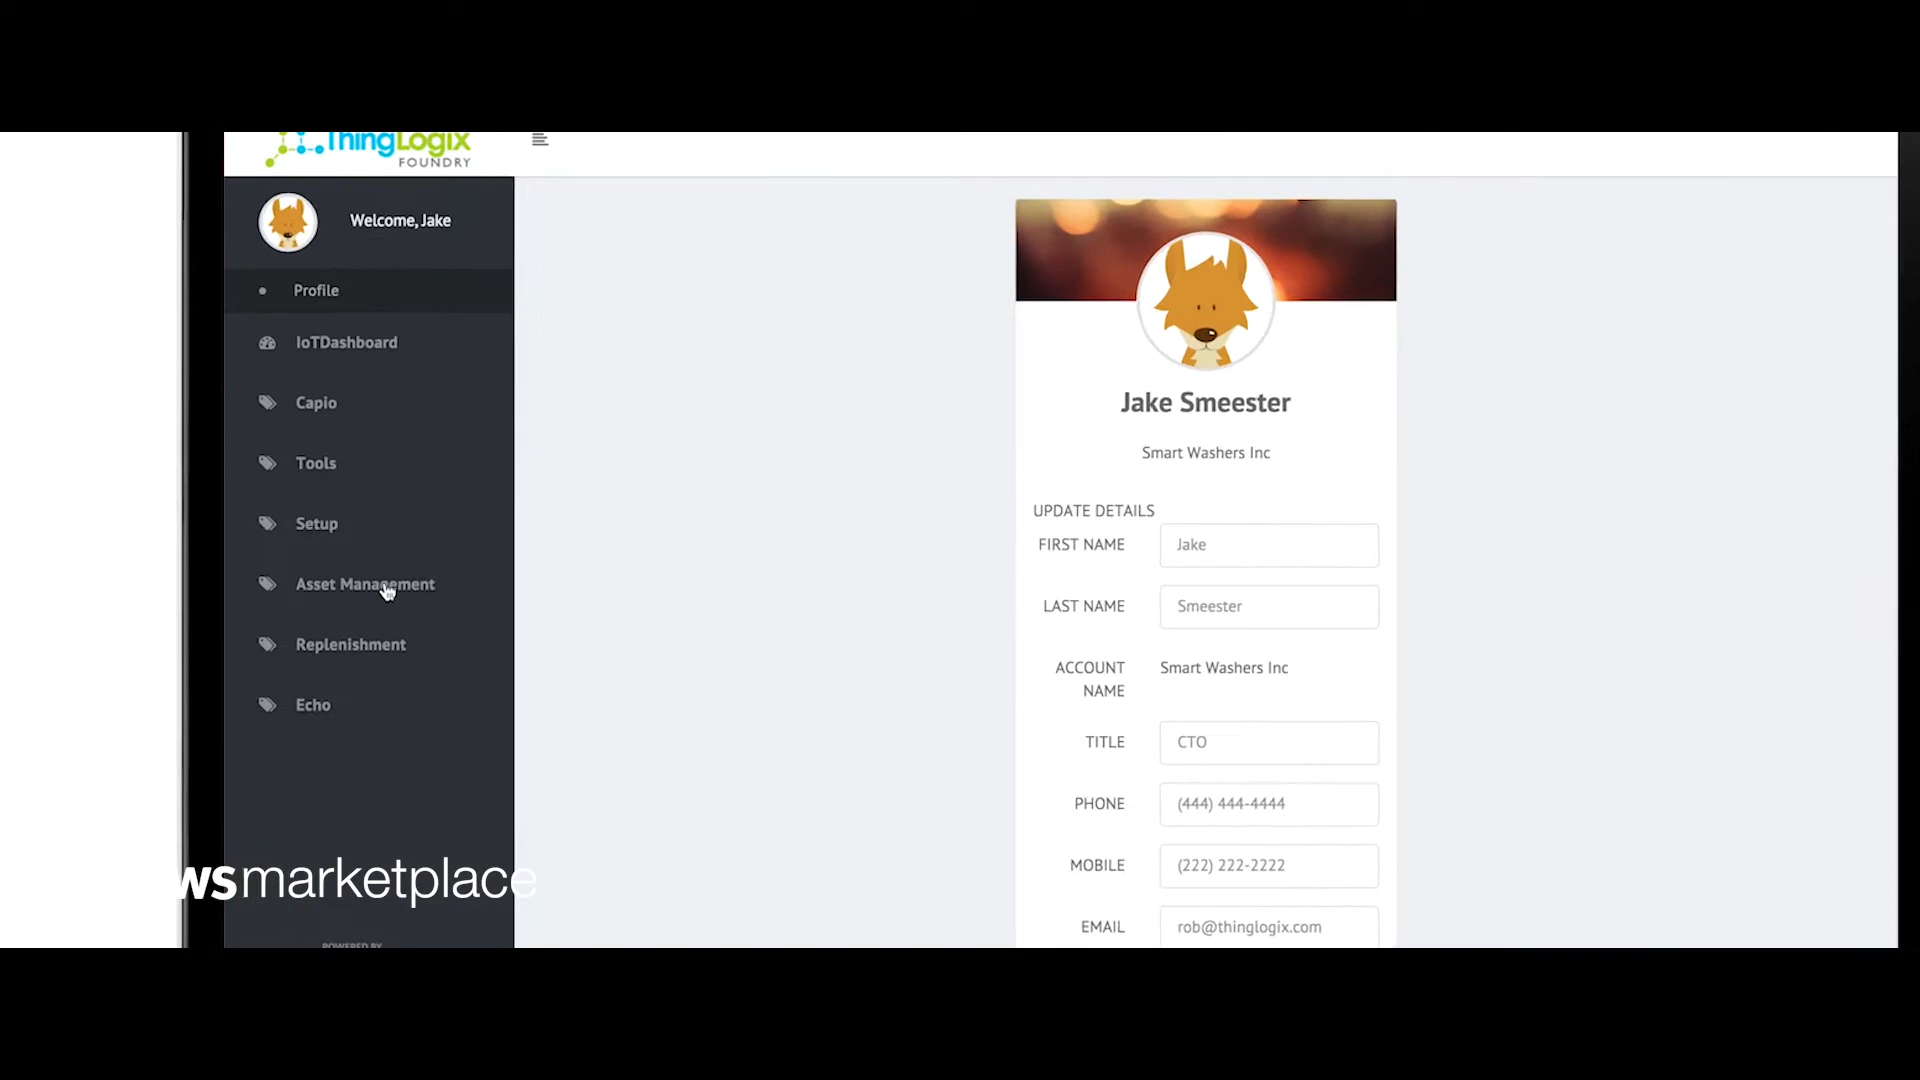 ThingLogix
FOUNDRY
Welcome, Jake
Profile
IoTDashboard
Capio
Tools
Setup
Asset Management
Replenishment
Echo
wsmarketplace
POWERED BY
Jake Smeester
Smart Washers Inc
UPDATE DETAILS
FIRST NAME Jake
LAST NAME Smeester
ACCOUNT Smart Washers Inc
NAME
TITLE CTO
PHONE (444) 444-4444
MOBILE (222) 222-2222
EMAIL rob@thinglogix.com